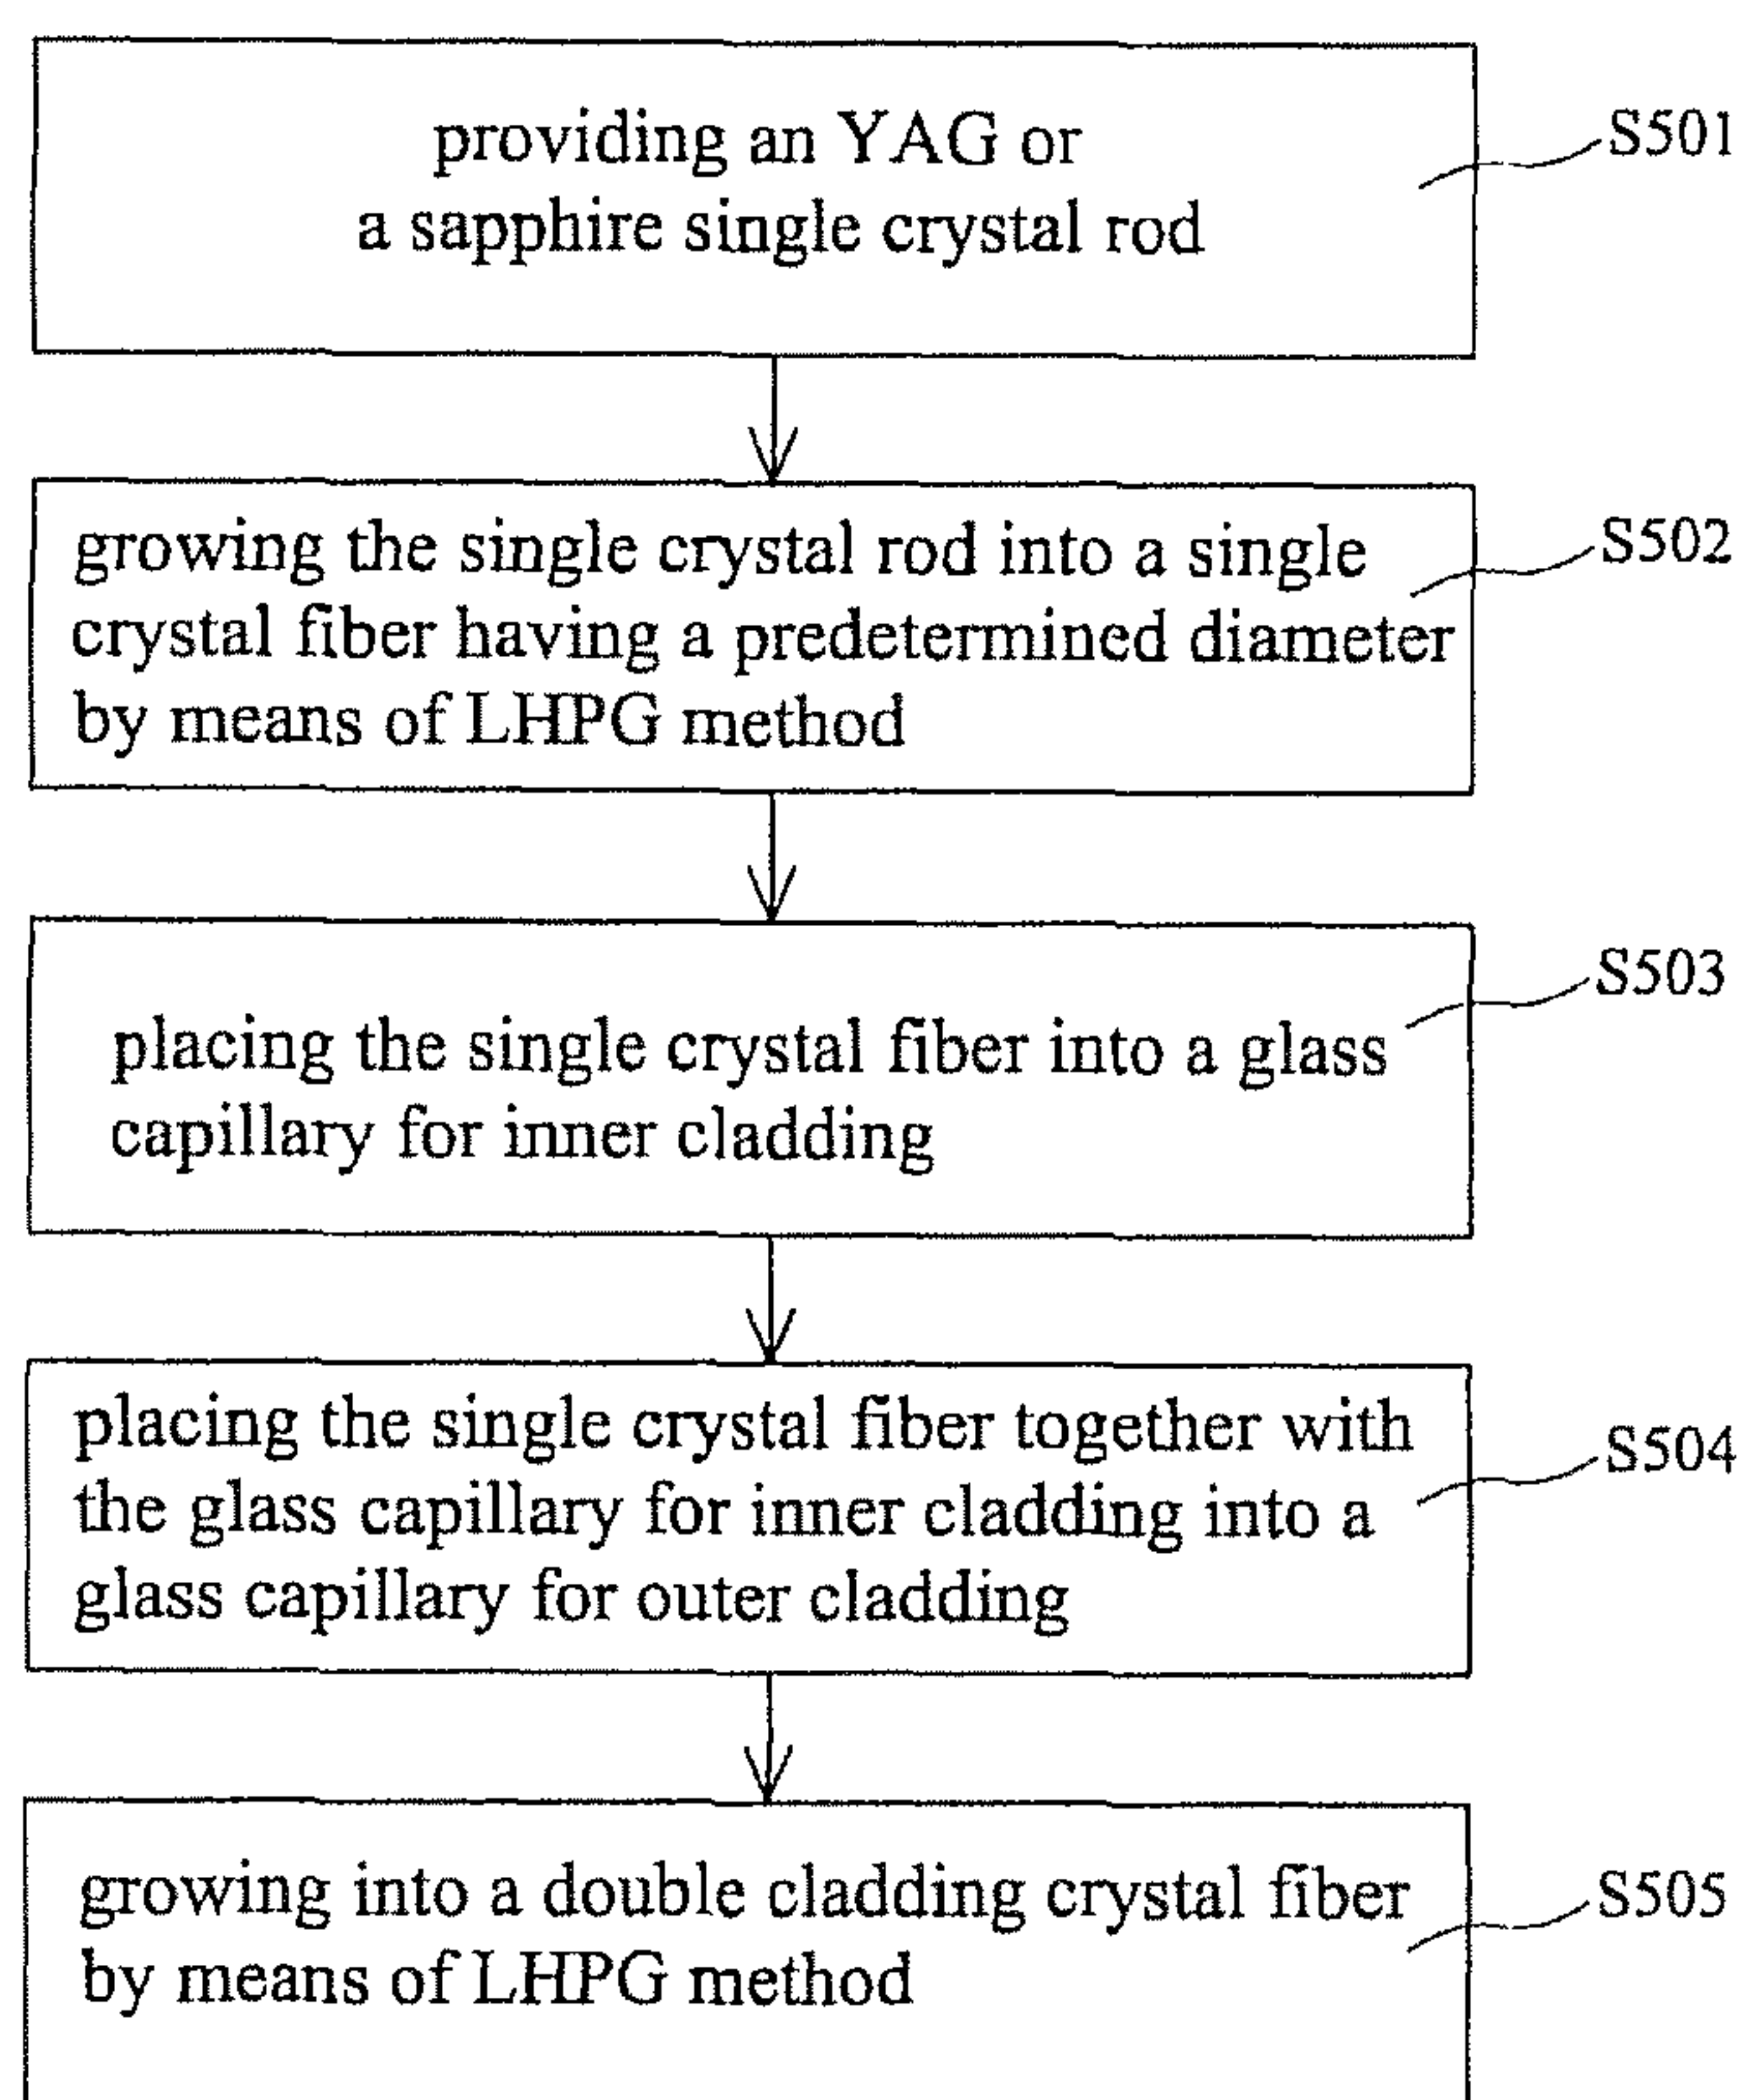 providing an YAG or
a sapphire single crystal rod
S501
growing the single crystal rod into a single
crystal fiber having a predetermined diameter
by means of LHPG method
S502
placing the single crystal fiber into a glass
capillary for inner cladding
S503
placing the single crystal fiber together with
the glass capillary for inner cladding into a
glass capillary for outer cladding
S504
growing into a double cladding crystal fiber
by means of LHPG method
S505